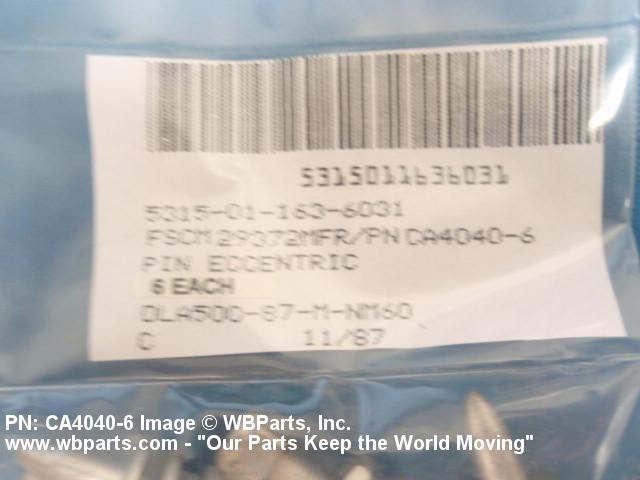 5315011636031
5315-01-163-6031
FSCM 29372MFR/PN CA4040-6
PIN ECCENTRIC
6 EACH
DLA500-87-M-NM60
C 11/87
PN: CA4040-6 Image © WBParts, Inc.
www.wbparts.com - "Our Parts Keep the World Moving"